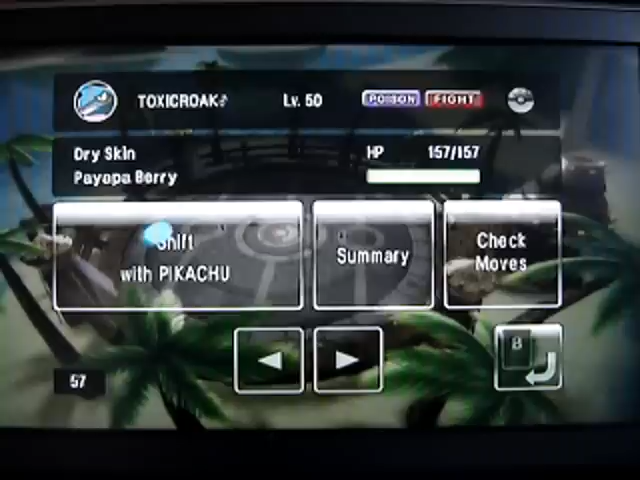 TOXICROAK♂ Lv. 50 POISON FIGHT
Dry Skin HP 157/157
Payapa Berry
Shift
with PIKACHU
Summary
Check
Moves
57
B